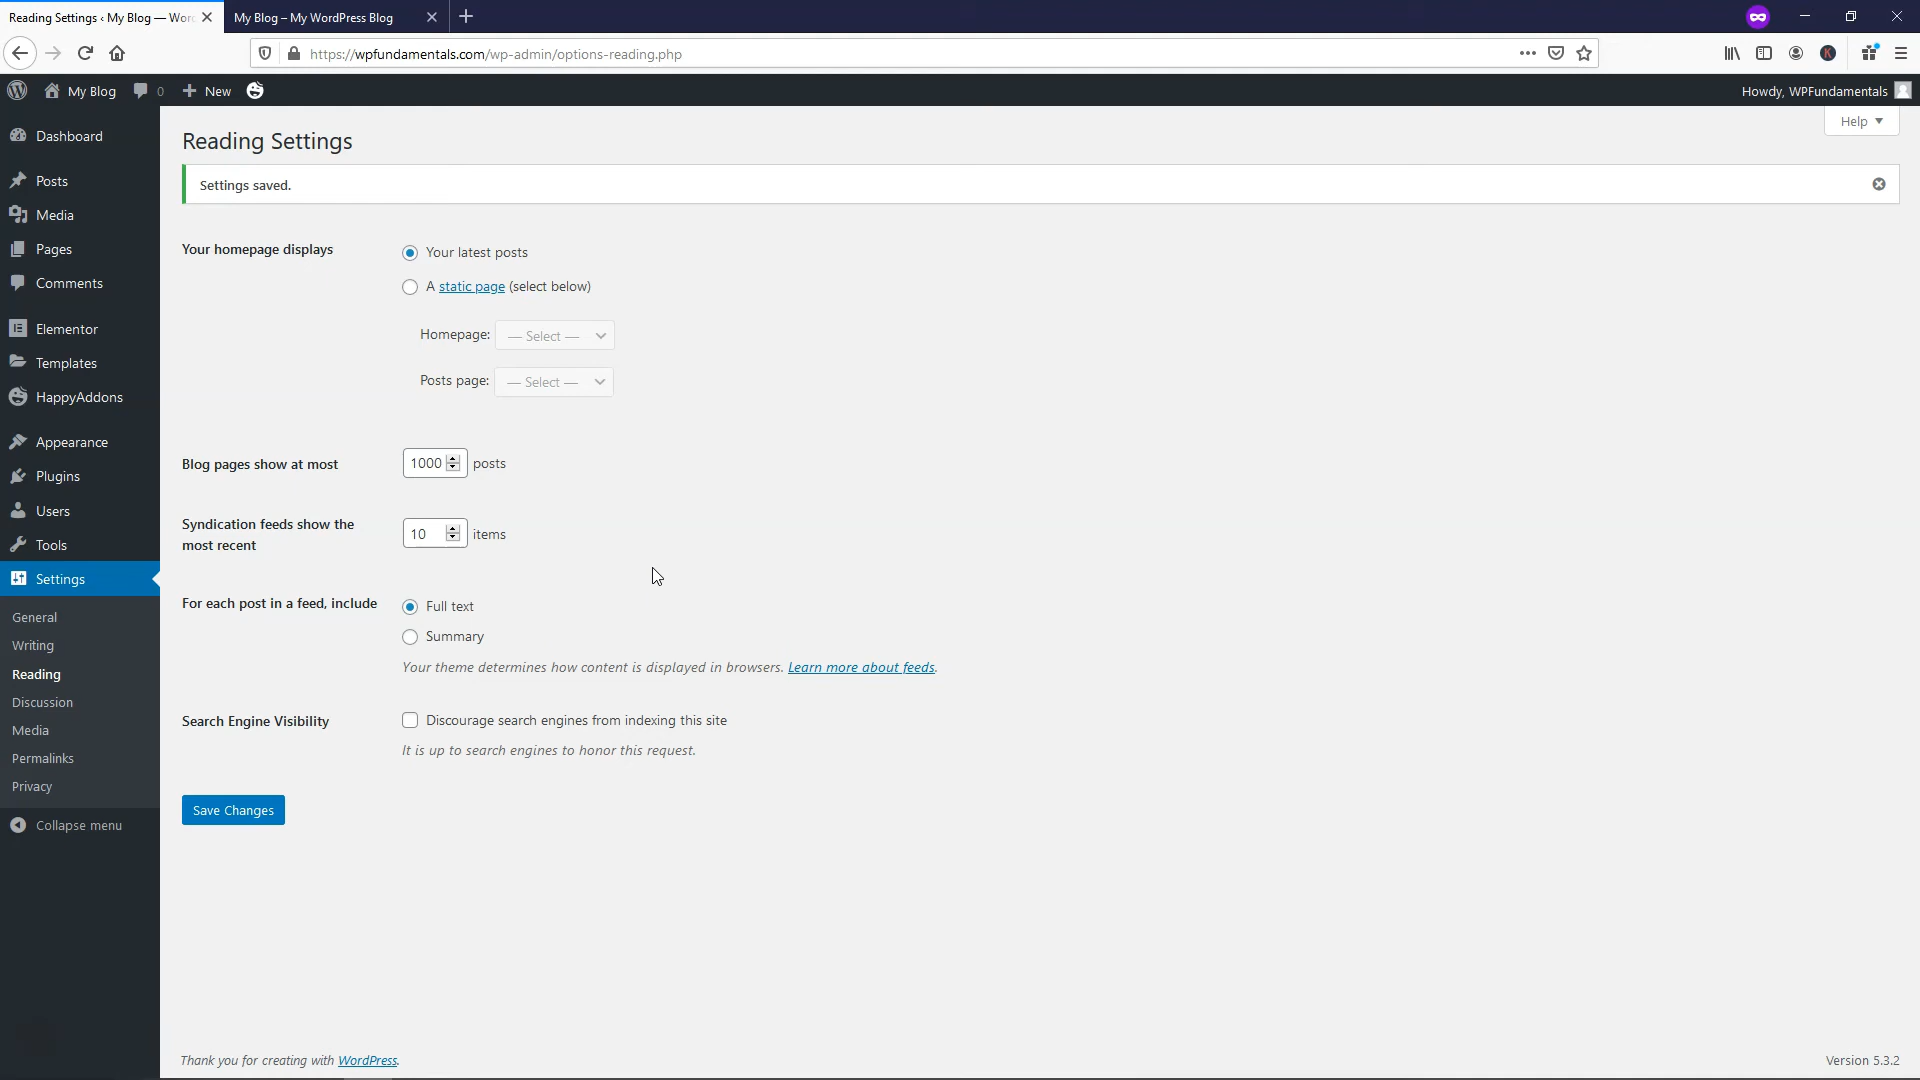 Reading Settings ‹ My Blog — Wor
My Blog – My WordPress Blog
https://wpfundamentals.com/wp-admin/options-reading.php
My Blog
0
New
Howdy, WPFundamentals
Help
Dashboard
Posts
Media
Pages
Comments
Elementor
Templates
HappyAddons
Appearance
Plugins
Users
Tools
Settings
General
Writing
Reading
Discussion
Media
Permalinks
Privacy
Collapse menu
Reading Settings
Settings saved.
Your homepage displays
Your latest posts
A static page (select below)
Homepage: — Select —
Posts page: — Select —
Blog pages show at most
1000 posts
Syndication feeds show the
most recent
10 items
For each post in a feed, include
Full text
Summary
Your theme determines how content is displayed in browsers. Learn more about feeds.
Search Engine Visibility
Discourage search engines from indexing this site
It is up to search engines to honor this request.
Save Changes
Thank you for creating with WordPress.
Version 5.3.2